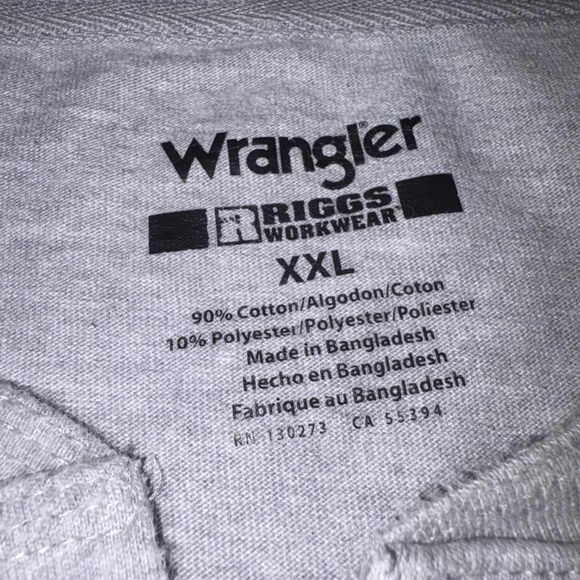 Wrangler®
R RIGGS
WORKWEAR®
XXL
90% Cotton/Algodon/Coton
10% Polyester/Polyester/Poliester
Made in Bangladesh
Hecho en Bangladesh
Fabrique au Bangladesh
RN 130273 CA 55394